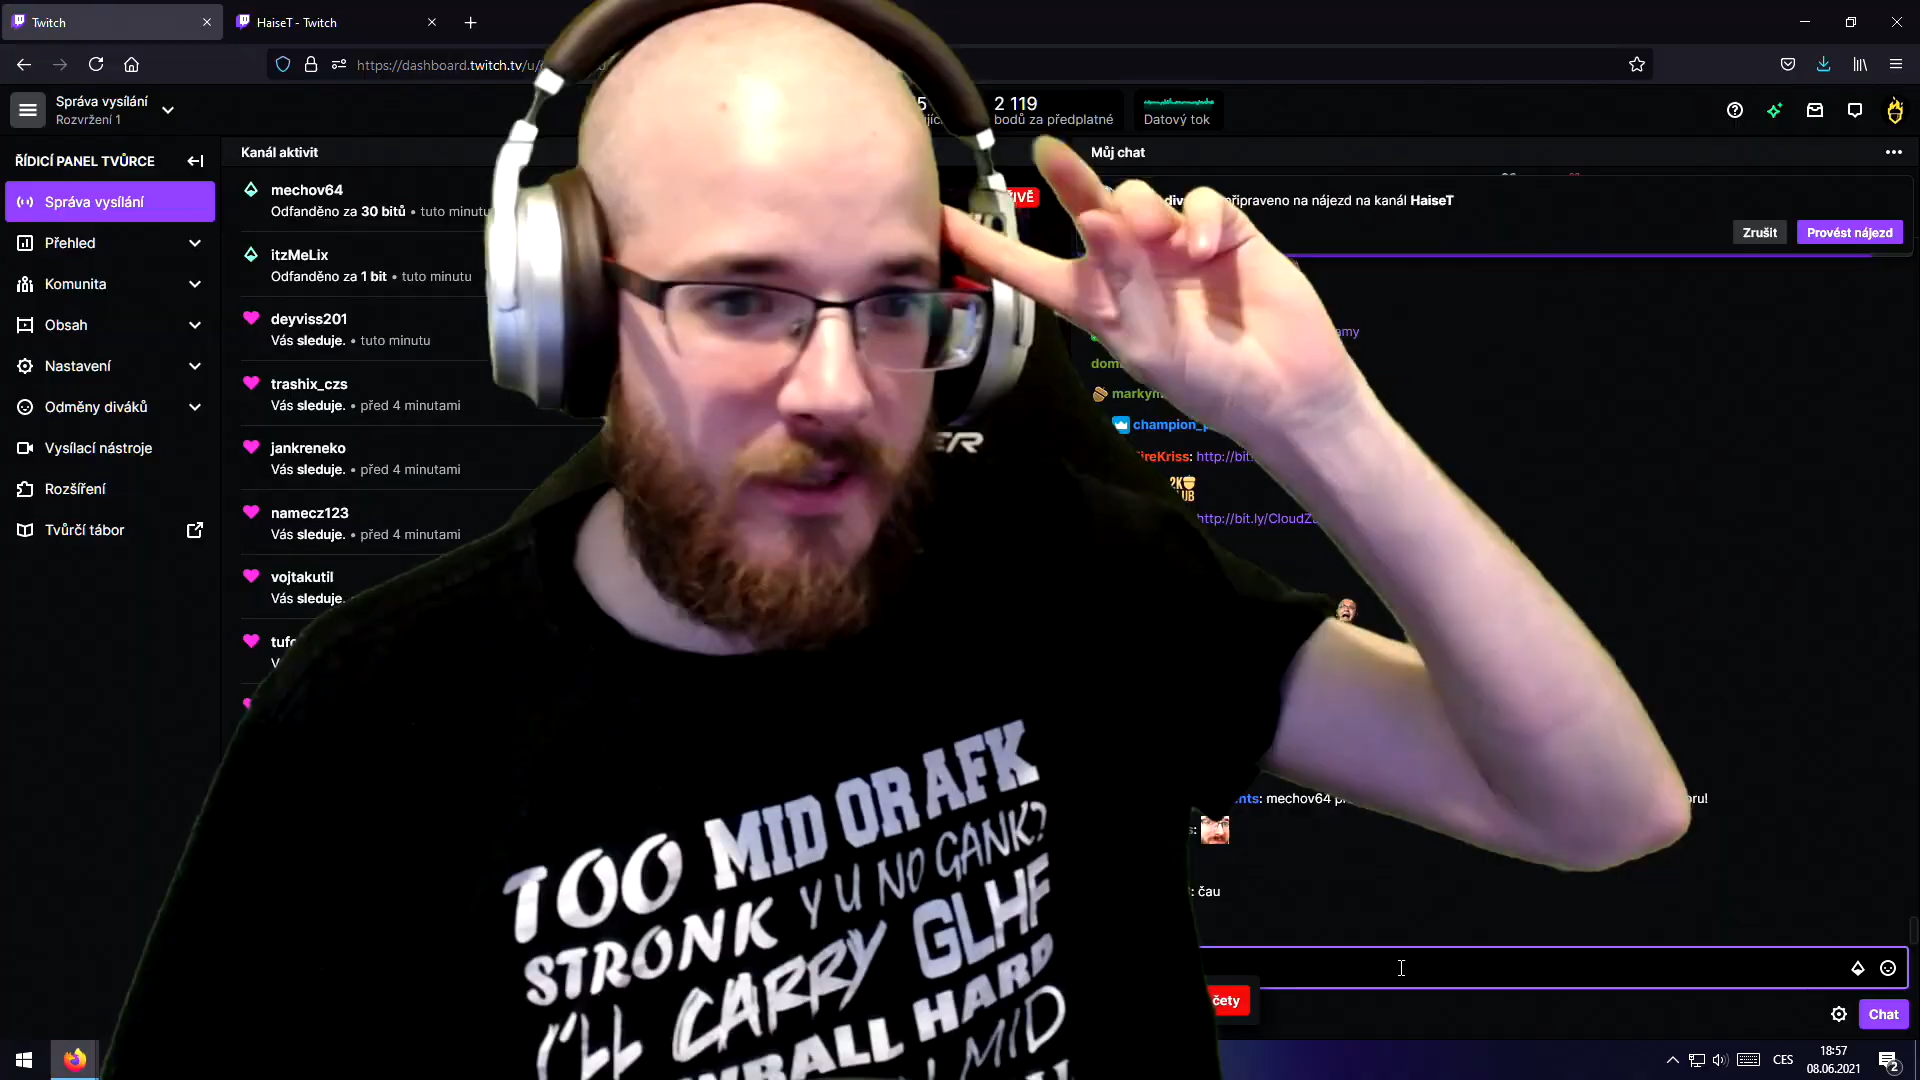 Twitch
HaiseT - Twitch
https://dashboard.twitch.tv/u/
Správa vysílání
Rozvržení 1
2 119
bodů za předplatné
Datový tok
ŘÍDICÍ PANEL TVŮRCE
Správa vysílání
Přehled
Komunita
Obsah
Nastavení
Odměny diváků
Vysílací nástroje
Rozšíření
Tvůrčí tábor
Kanál aktivit
mechov64
Odfanděno za 30 bitů • tuto minutu
itzMeLix
Odfanděno za 1 bit • tuto minutu
deyviss201
Vás sleduje. • tuto minutu
trashix_czs
Vás sleduje. • před 4 minutami
jankreneko
Vás sleduje. • před 4 minutami
namecz123
Vás sleduje. • před 4 minutami
vojtakutil
Vás sleduje.
Můj chat
připraveno na nájezd na kanál HaiseT
Zrušit
Provést nájezd
http://bit.
http://bit.ly/CloudZ
mechov64
čau
Chat
TOO MID OR AFK
STRONK Y U NO GANK?
I'LL CARRY GLHF
HARD
MID
CES
18:57
08.06.2021
2